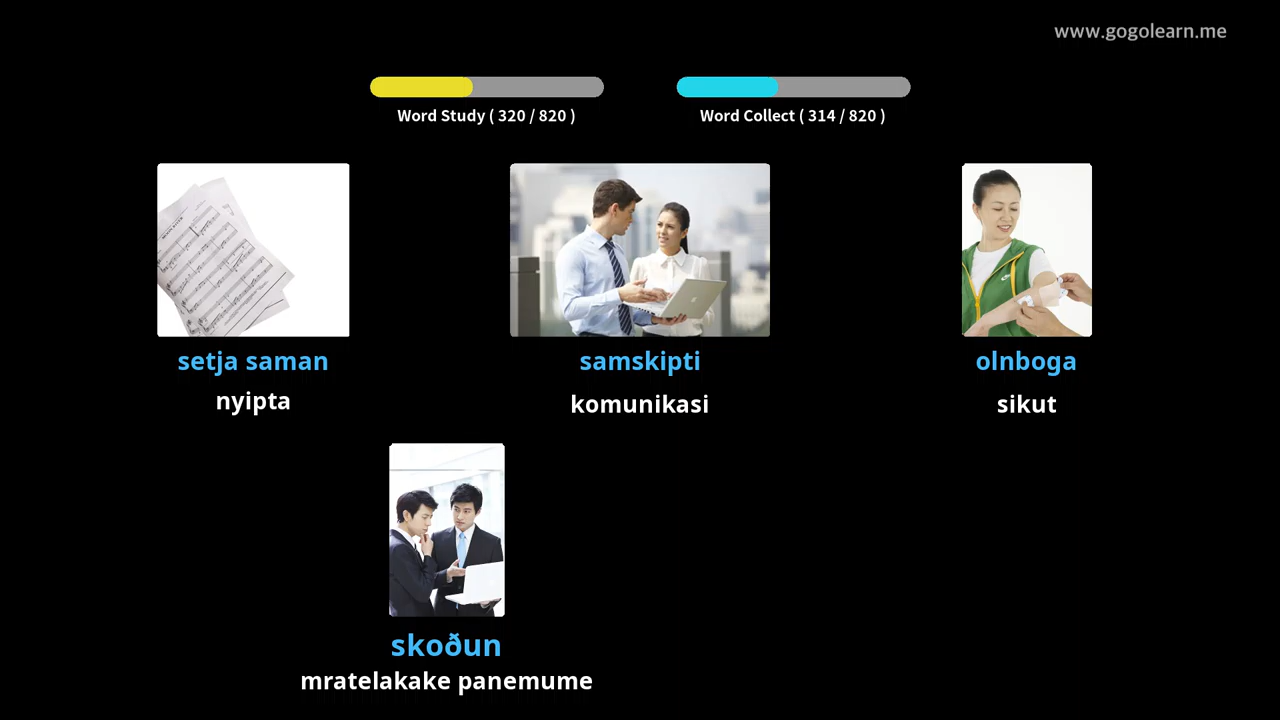 www.gogolearn.me
Word Study ( 320 / 820 )
Word Collect ( 314 / 820 )
setja saman
samskipti
olnboga
nyipta
komunikasi
sikut
skoðun
mratelakake panemume